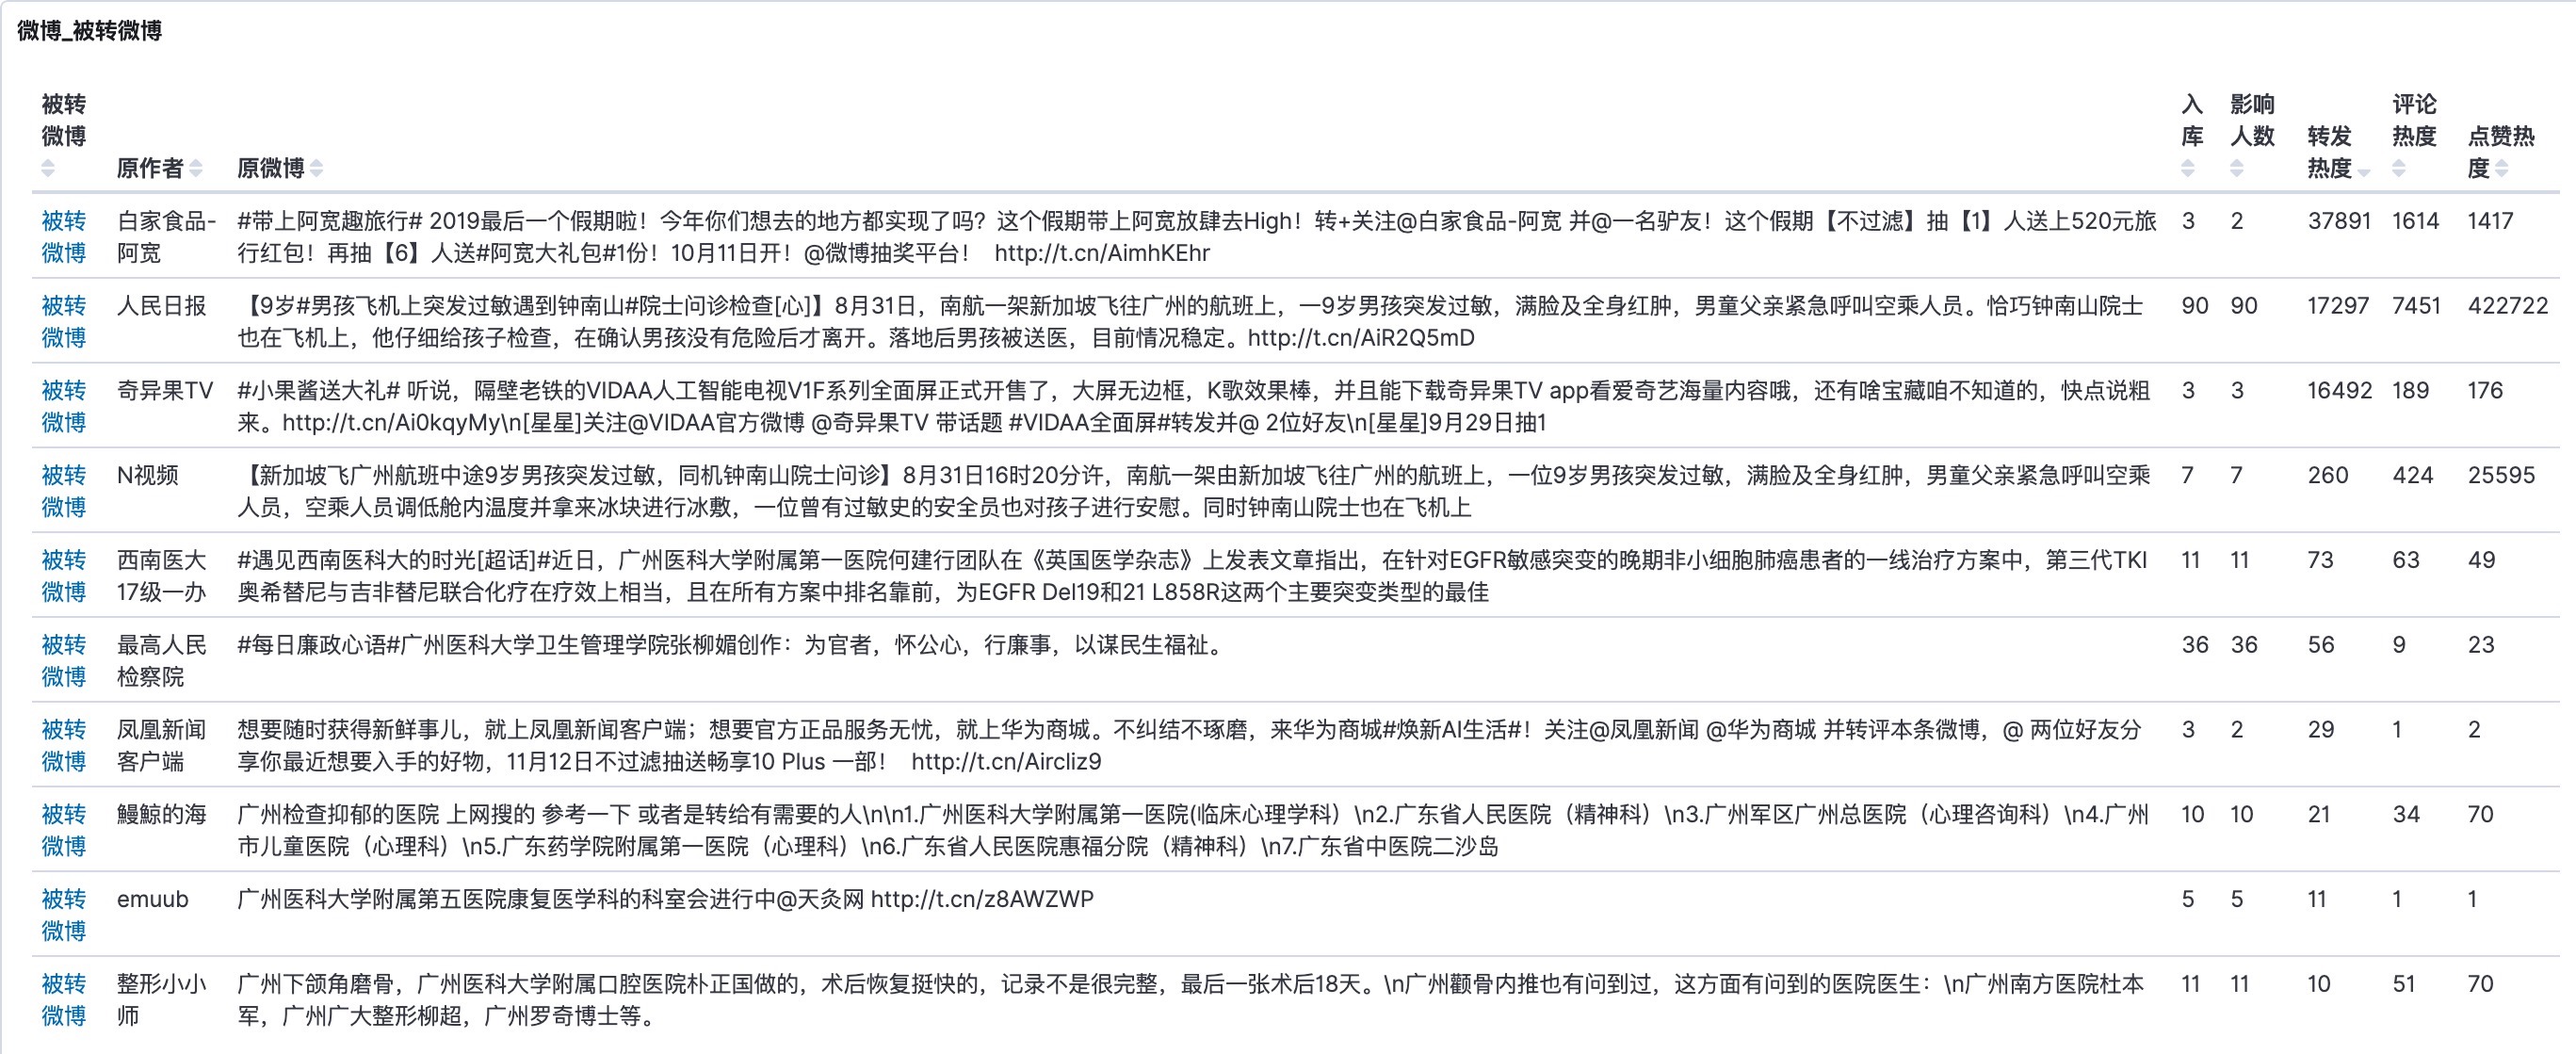 微博_被转微博
被转
微博
原作者
原微博
入
库
影响
人数
转发
热度
评论
热度
点赞热
度
被转
微博
白家食品-
阿宽
#带上阿宽趣旅行# 2019最后一个假期啦！今年你们想去的地方都实现了吗？这个假期带上阿宽放肆去High！转+关注@白家食品-阿宽 并@一名驴友！这个假期【不过滤】抽【1】人送上520元旅
行红包！再抽【6】人送#阿宽大礼包#1份！10月11日开！@微博抽奖平台！ http://t.cn/AimhKEhr
3
2
37891
1614
1417
被转
微博
人民日报
【9岁#男孩飞机上突发过敏遇到钟南山#院士问诊检查[心]】8月31日，南航一架新加坡飞往广州的航班上，一9岁男孩突发过敏，满脸及全身红肿，男童父亲紧急呼叫空乘人员。恰巧钟南山院士
也在飞机上，他仔细给孩子检查，在确认男孩没有危险后才离开。落地后男孩被送医，目前情况稳定。http://t.cn/AiR2Q5mD
90
90
17297
7451
422722
被转
微博
奇异果TV
#小果酱送大礼# 听说，隔壁老铁的VIDAA人工智能电视V1F系列全面屏正式开售了，大屏无边框，K歌效果棒，并且能下载奇异果TV app看爱奇艺海量内容哦，还有啥宝藏咱不知道的，快点说粗
来。http://t.cn/Ai0kqyMy\n[星星]关注@VIDAA官方微博 @奇异果TV 带话题 #VIDAA全面屏#转发并@ 2位好友\n[星星]9月29日抽1
3
3
16492
189
176
被转
微博
N视频
【新加坡飞广州航班中途9岁男孩突发过敏，同机钟南山院士问诊】8月31日16时20分许，南航一架由新加坡飞往广州的航班上，一位9岁男孩突发过敏，满脸及全身红肿，男童父亲紧急呼叫空乘
人员，空乘人员调低舱内温度并拿来冰块进行冰敷，一位曾有过敏史的安全员也对孩子进行安慰。同时钟南山院士也在飞机上
7
7
260
424
25595
被转
微博
西南医大
17级一办
#遇见西南医科大的时光[超话]#近日，广州医科大学附属第一医院何建行团队在《英国医学杂志》上发表文章指出，在针对EGFR敏感突变的晚期非小细胞肺癌患者的一线治疗方案中，第三代TKI
奥希替尼与吉非替尼联合化疗在疗效上相当，且在所有方案中排名靠前，为EGFR Del19和21 L858R这两个主要突变类型的最佳
11
11
73
63
49
被转
微博
最高人民
检察院
#每日廉政心语#广州医科大学卫生管理学院张柳媚创作：为官者，怀公心，行廉事，以谋民生福祉。
36
36
56
9
23
被转
微博
凤凰新闻
客户端
想要随时获得新鲜事儿，就上凤凰新闻客户端；想要官方正品服务无忧，就上华为商城。不纠结不琢磨，来华为商城#焕新AI生活#！关注@凤凰新闻 @华为商城 并转评本条微博，@ 两位好友分
享你最近想要入手的好物，11月12日不过滤抽送畅享10 Plus 一部！ http://t.cn/Aircliz9
3
2
29
1
2
被转
微博
鳗鲸的海
广州检查抑郁的医院 上网搜的 参考一下 或者是转给有需要的人\n\n1.广州医科大学附属第一医院(临床心理学科）\n2.广东省人民医院（精神科）\n3.广州军区广州总医院（心理咨询科）\n4.广州
市儿童医院（心理科）\n5.广东药学院附属第一医院（心理科）\n6.广东省人民医院惠福分院（精神科）\n7.广东省中医院二沙岛
10
10
21
34
70
被转
微博
emuub
广州医科大学附属第五医院康复医学科的科室会进行中@天灸网 http://t.cn/z8AWZWP
5
5
11
1
1
被转
微博
整形小小
师
广州下颌角磨骨，广州医科大学附属口腔医院朴正国做的，术后恢复挺快的，记录不是很完整，最后一张术后18天。\n广州颧骨内推也有问到过，这方面有问到的医院医生：\n广州南方医院杜本
军，广州广大整形柳超，广州罗奇博士等。
11
11
10
51
70